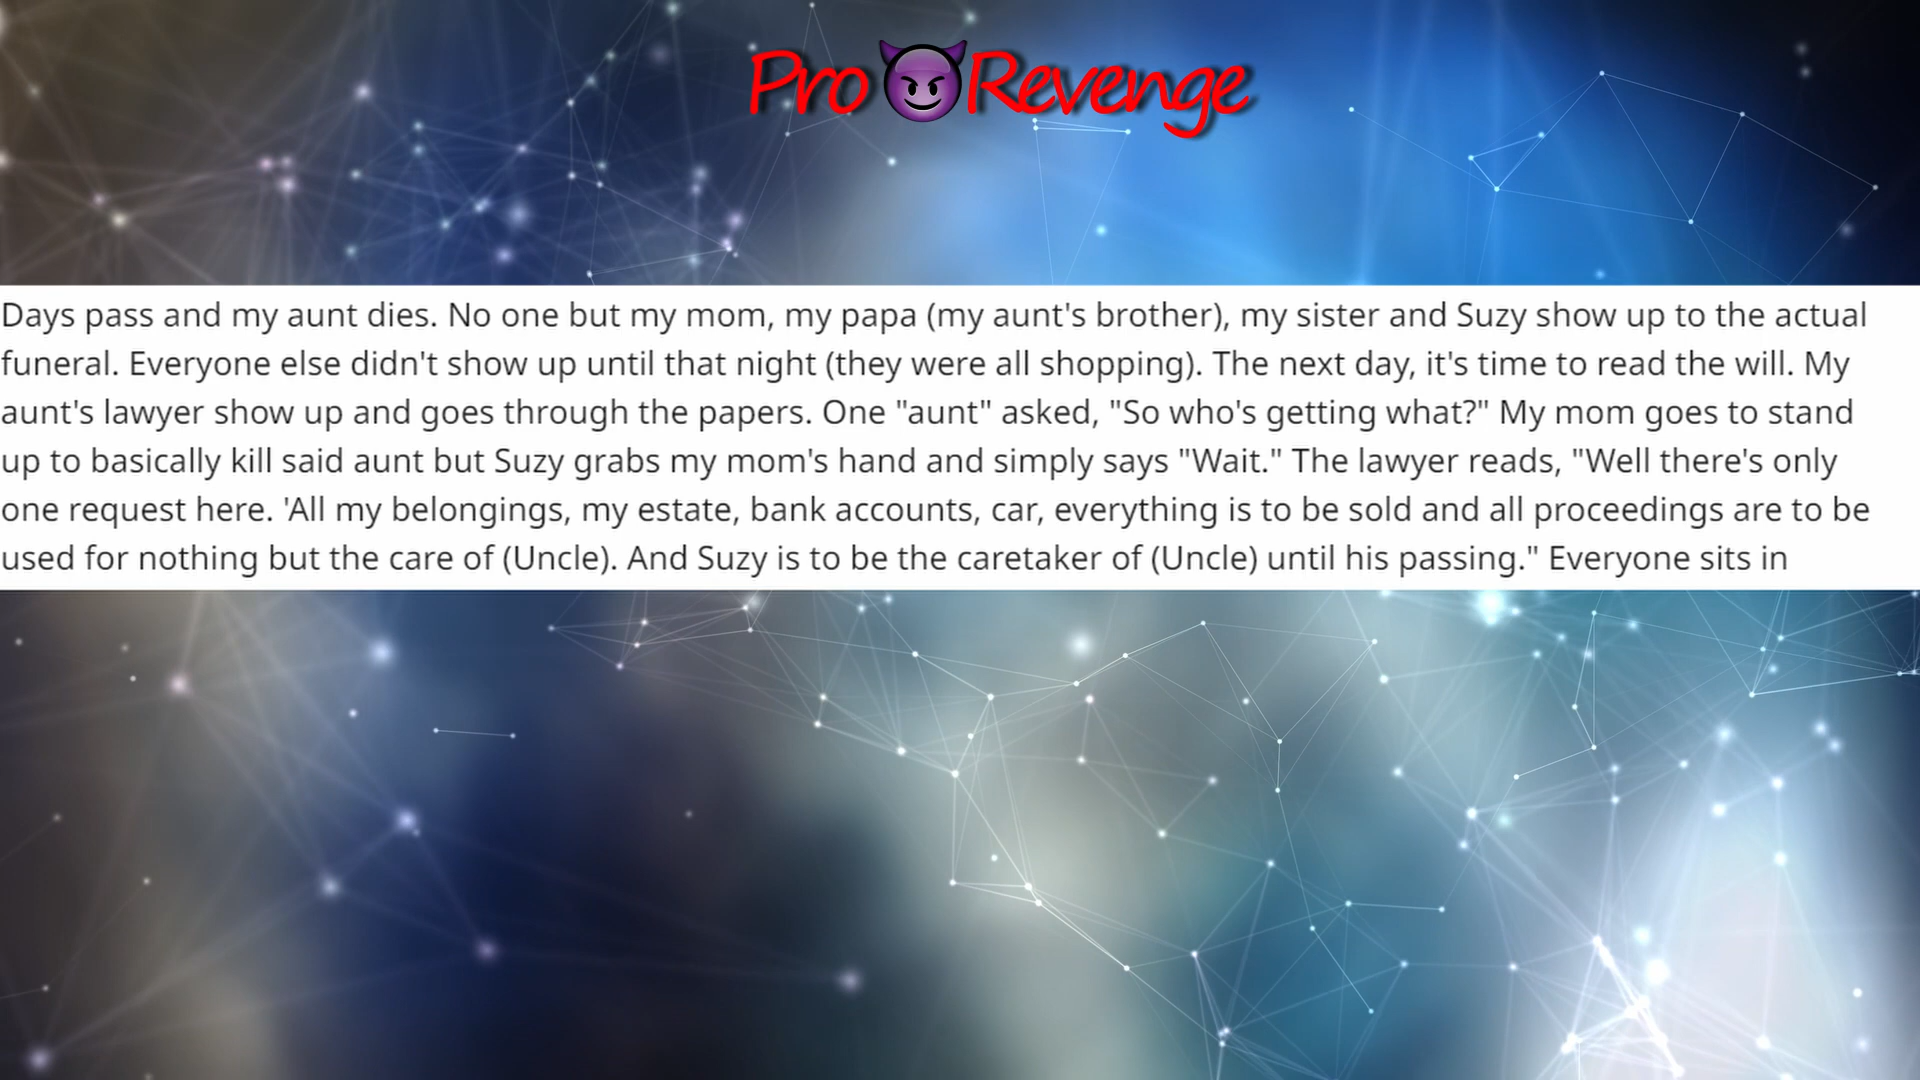 Pro Revenge
Days pass and my aunt dies. No one but my mom, my papa (my aunt's brother), my sister and Suzy show up to the actual
funeral. Everyone else didn't show up until that night (they were all shopping). The next day, it's time to read the will. My
aunt's lawyer show up and goes through the papers. One "aunt" asked, "So who's getting what?" My mom goes to stand
up to basically kill said aunt but Suzy grabs my mom's hand and simply says "Wait." The lawyer reads, "Well there's only
one request here. 'All my belongings, my estate, bank accounts, car, everything is to be sold and all proceedings are to be
used for nothing but the care of (Uncle). And Suzy is to be the caretaker of (Uncle) until his passing." Everyone sits in